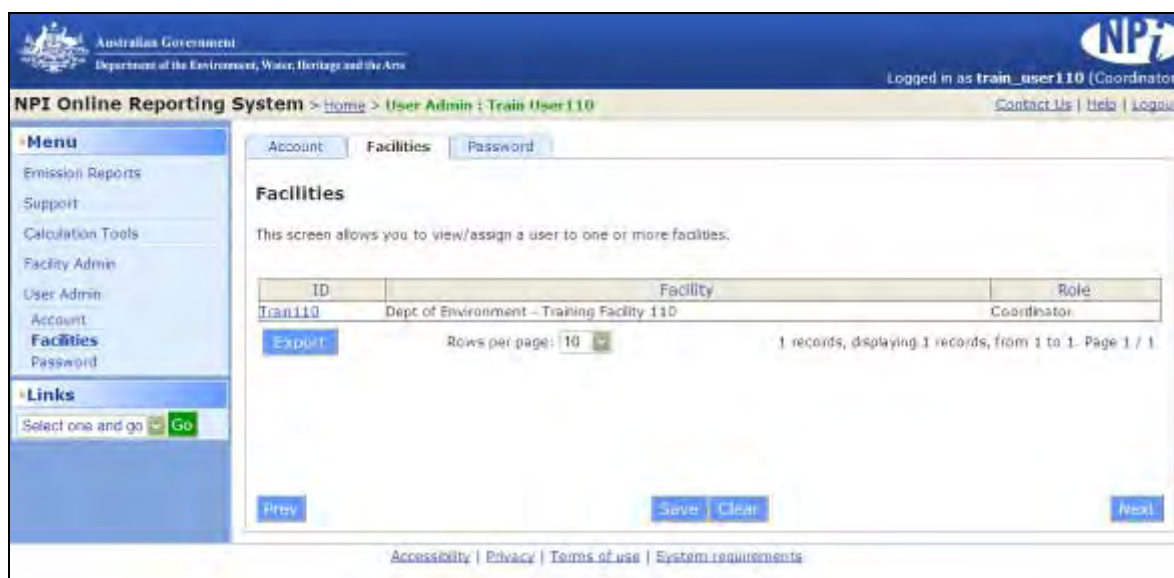 Australian Government
Department of the Environment, Water, Heritage and the Arts
NPi
Logged in as train_user110 (Coordinator
NPI Online Reporting System > Home > User Admin : Train User110
Contact Us | Help | Logou
Menu
Emission Reports
Support
Calculation Tools
Facility Admin
User Admin
Account
Facilities
Password
Links
Select one and go Go
Account Facilities Password
Facilities
This screen allows you to view/assign a user to one or more facilities.
ID Facility Role
Train110 Dept of Environment - Training Facility 110 Coordinator
Export Rows per page: 10 1 records, displaying 1 records, from 1 to 1. Page 1 / 1
Prev Save Clear Next
Accessibility | Privacy | Terms of use | System requirements